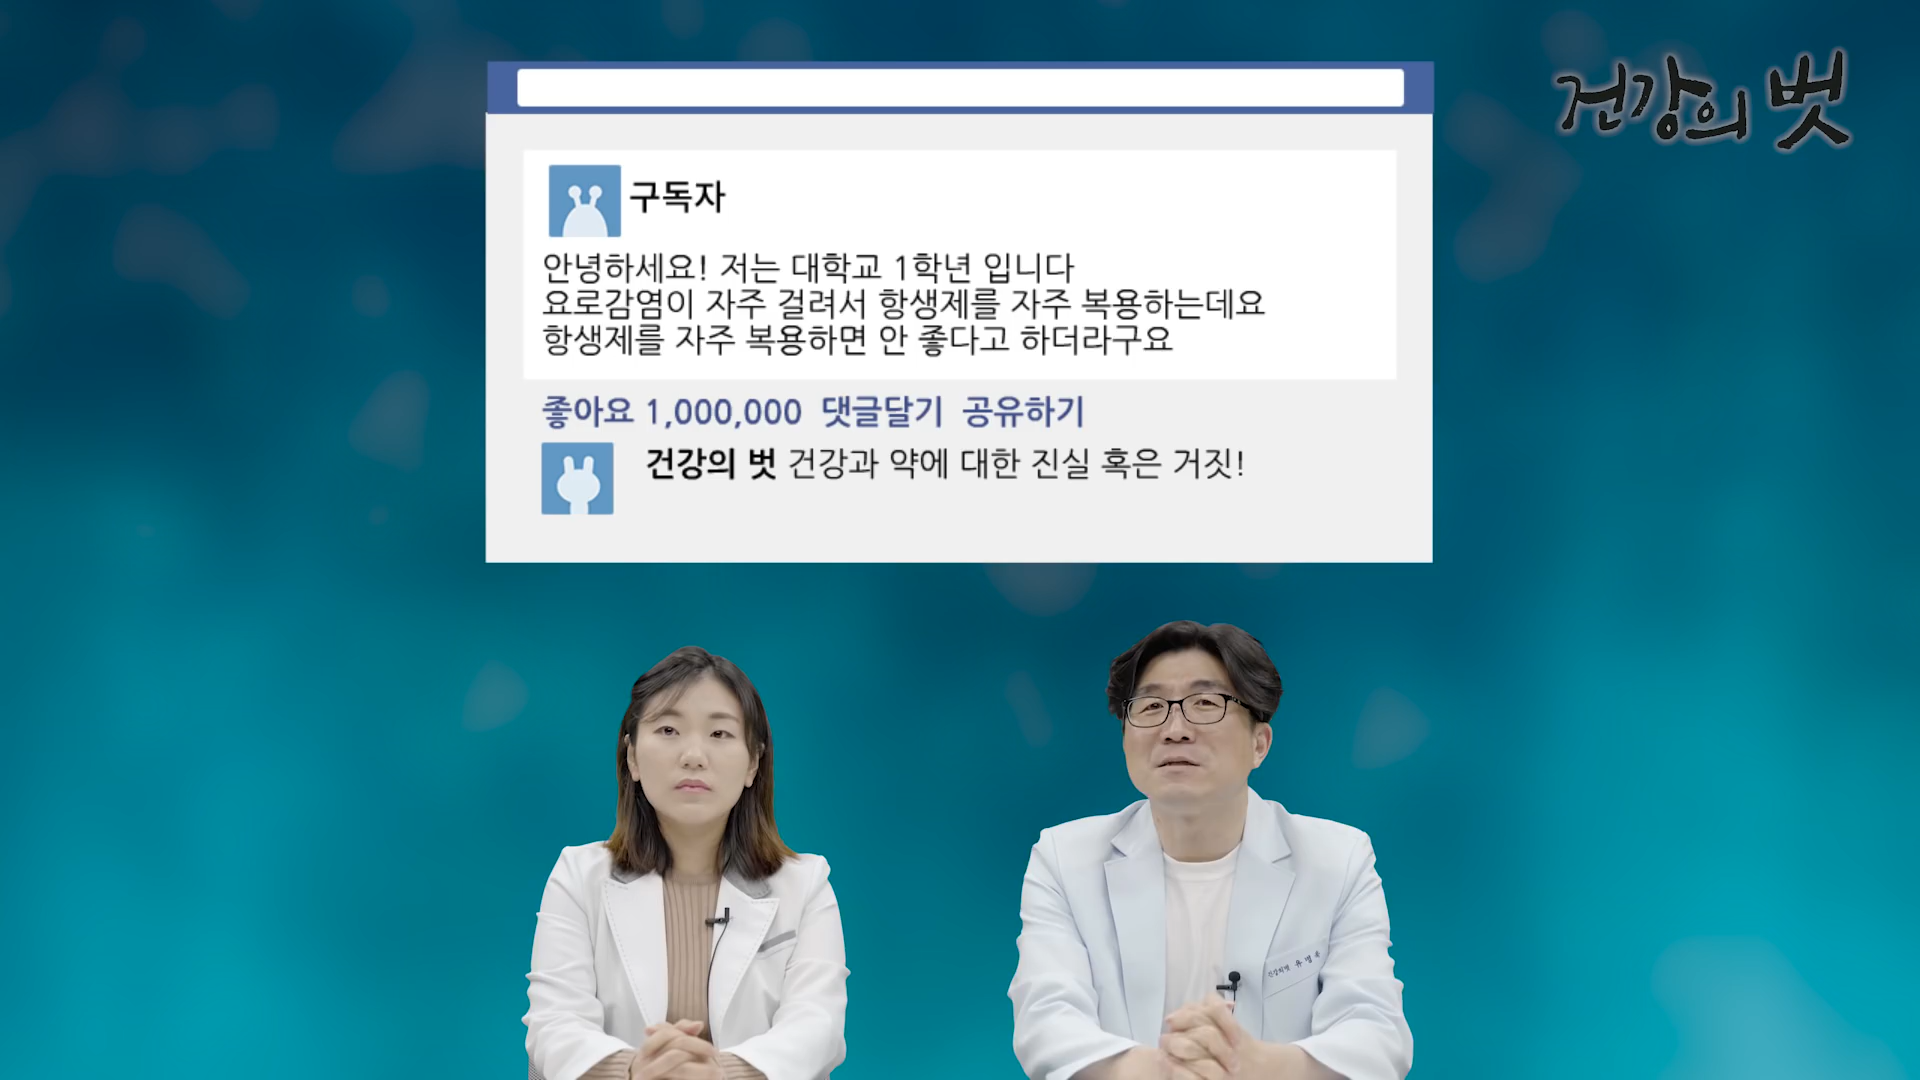 건강의 벗
구독자
안녕하세요! 저는 대학교 1학년 입니다
요로감염이 자주 걸려서 항생제를 자주 복용하는데요
항생제를 자주 복용하면 안 좋다고 하더라구요
좋아요 1,000,000 댓글달기 공유하기
건강의 벗 건강과 약에 대한 진실 혹은 거짓!